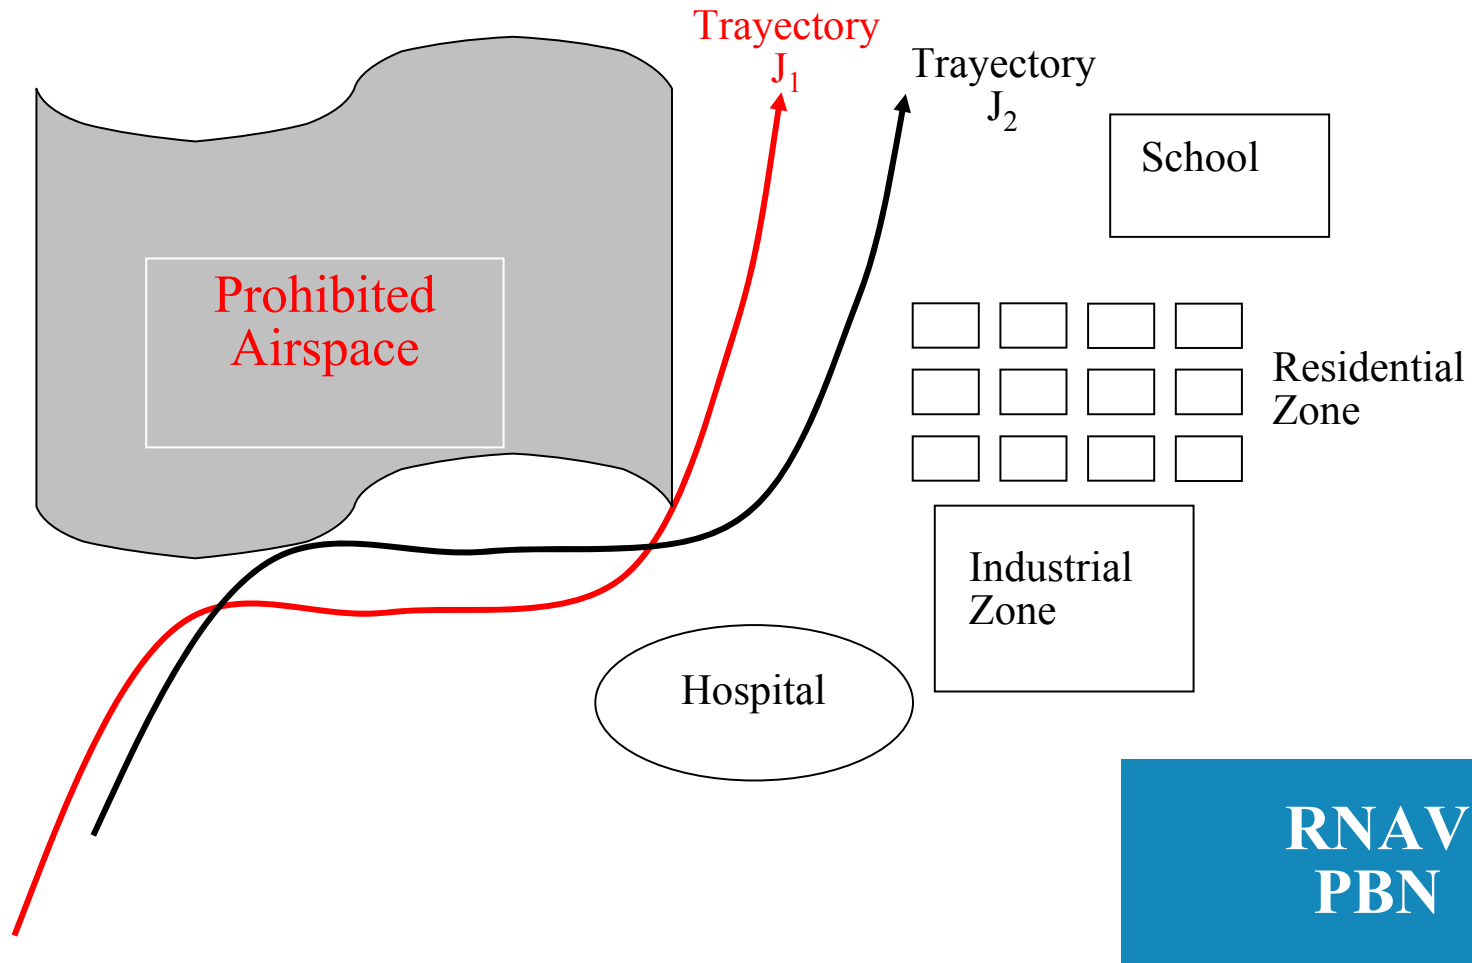 Trayectory
J1
Trayectory
J2
School
Prohibited
Airspace
Residential
Zone
Industrial
Zone
Hospital
RNAV
PBN